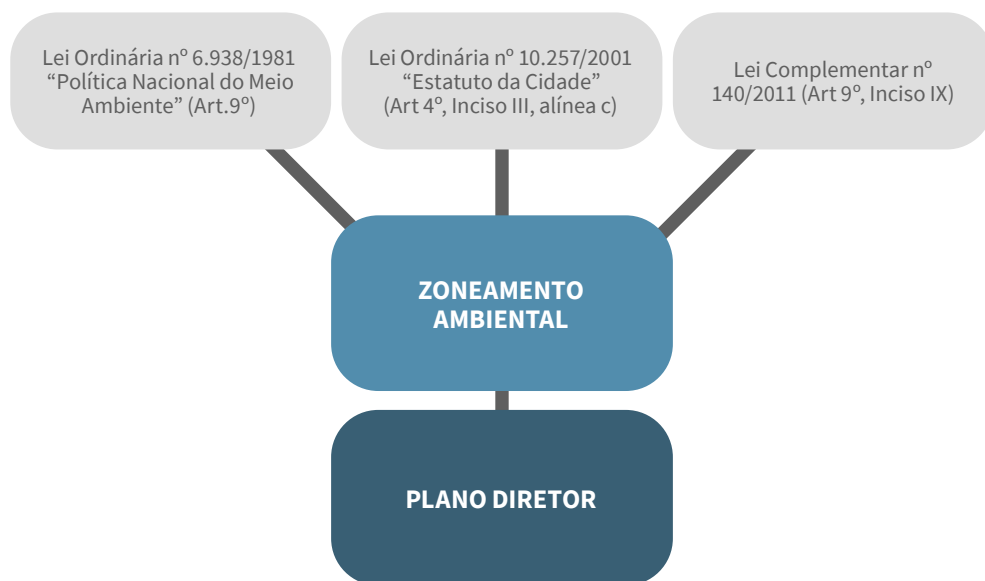 Lei Ordinária nº 6.938/1981
“Política Nacional do Meio
Ambiente” (Art.9º)
Lei Ordinária nº 10.257/2001
“Estatuto da Cidade”
(Art 4º, Inciso III, alínea c)
Lei Complementar nº
140/2011 (Art 9º, Inciso IX)
ZONEAMENTO
AMBIENTAL
PLANO DIRETOR